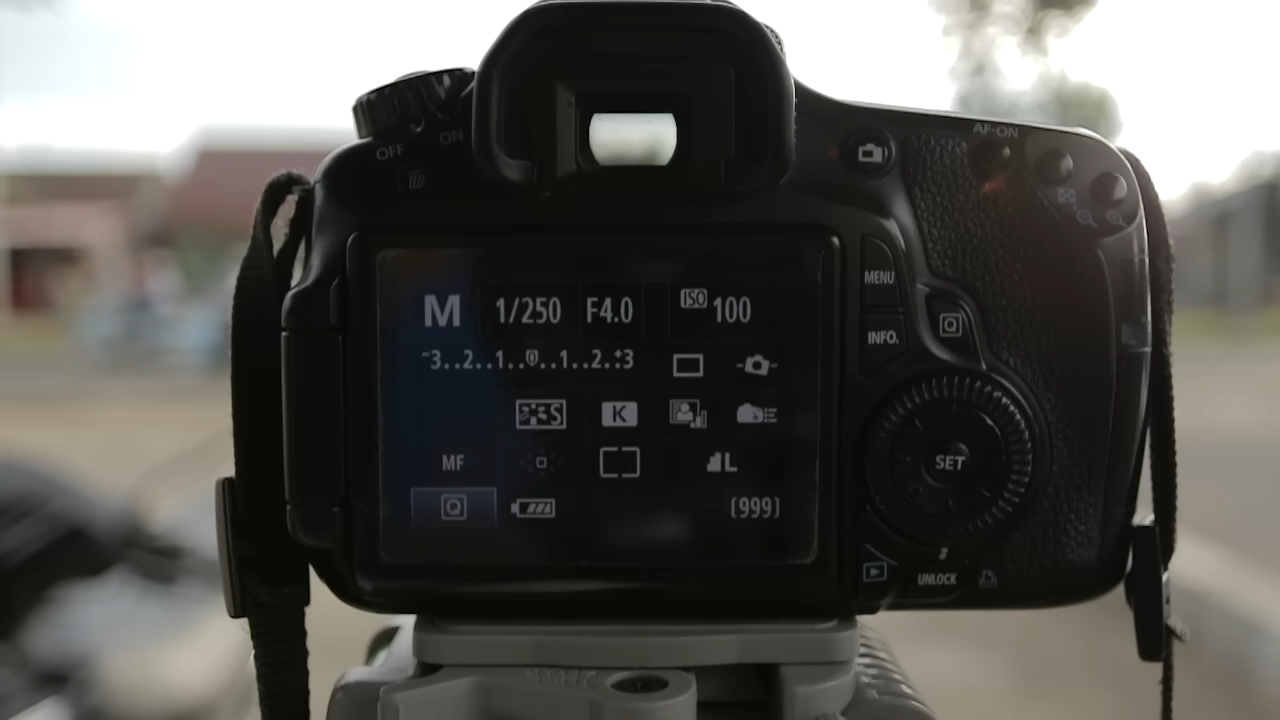 OFF ON
AF-ON
M 1/250 F4.0 ISO 100
-3..2..1..0..1..2..+3
S K
MF L
Q [999]
MENU
INFO.
Q
SET
UNLOCK